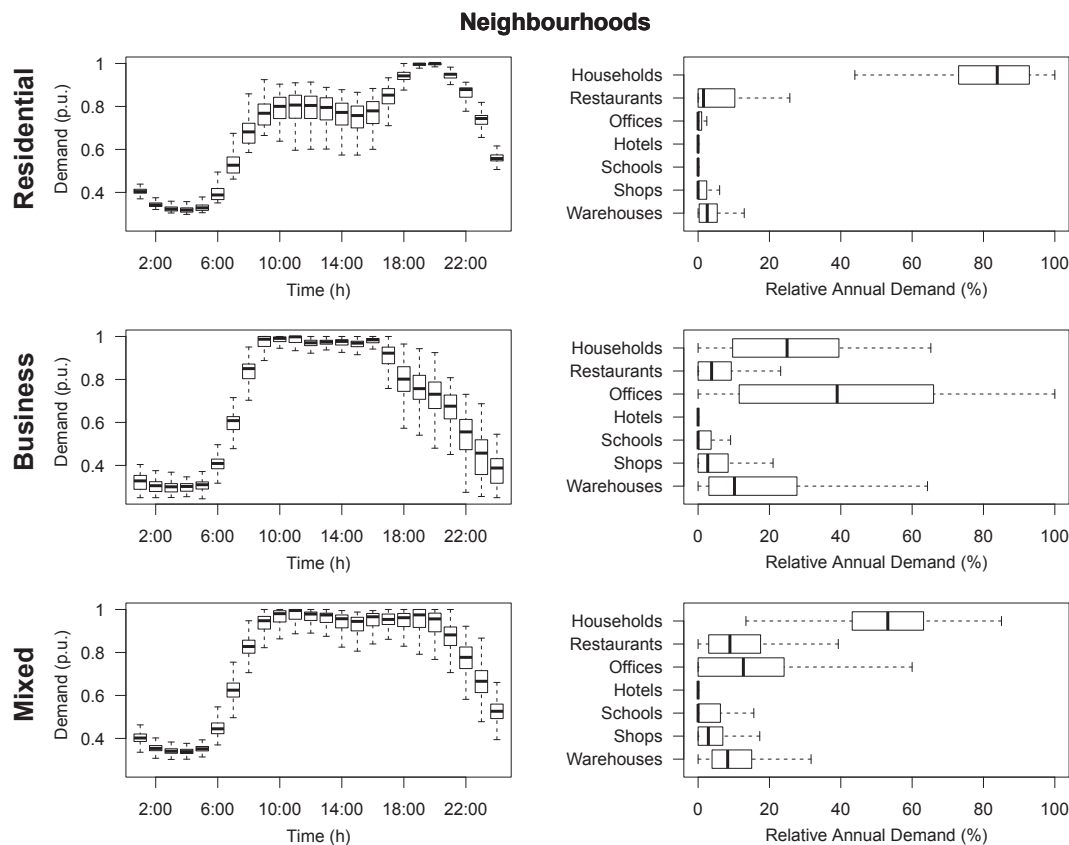 Neighbourhoods
Residential
Demand (p.u.)
1
0.8
0.6
0.4
2:00 6:00 10:00 14:00 18:00 22:00
Time (h)
Households
Restaurants
Offices
Hotels
Schools
Shops
Warehouses
0 20 40 60 80 100
Relative Annual Demand (%)
Business
Demand (p.u.)
1
0.8
0.6
0.4
2:00 6:00 10:00 14:00 18:00 22:00
Time (h)
Households
Restaurants
Offices
Hotels
Schools
Shops
Warehouses
0 20 40 60 80 100
Relative Annual Demand (%)
Mixed
Demand (p.u.)
1
0.8
0.6
0.4
2:00 6:00 10:00 14:00 18:00 22:00
Time (h)
Households
Restaurants
Offices
Hotels
Schools
Shops
Warehouses
0 20 40 60 80 100
Relative Annual Demand (%)